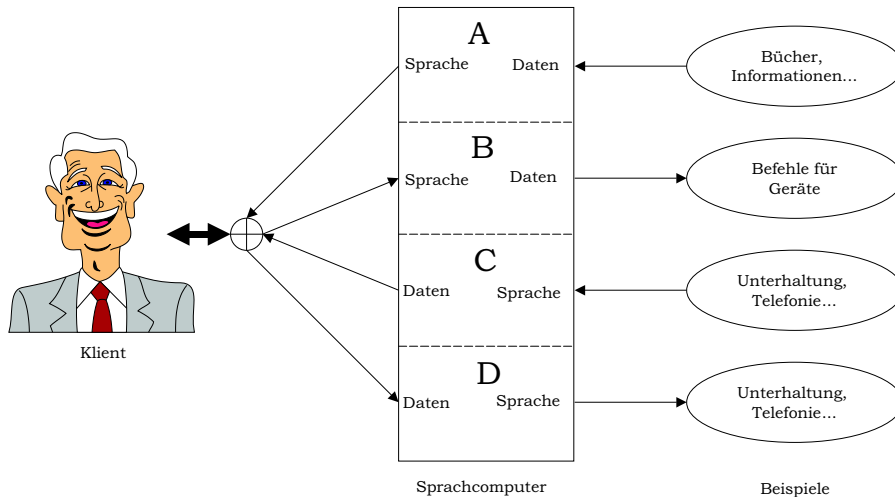 A
Sprache Daten
Bücher,
Informationen...
B
Sprache Daten
Befehle für
Geräte
C
Daten Sprache
Unterhaltung,
Telefonie...
D
Daten Sprache
Unterhaltung,
Telefonie...
Klient
Sprachcomputer
Beispiele